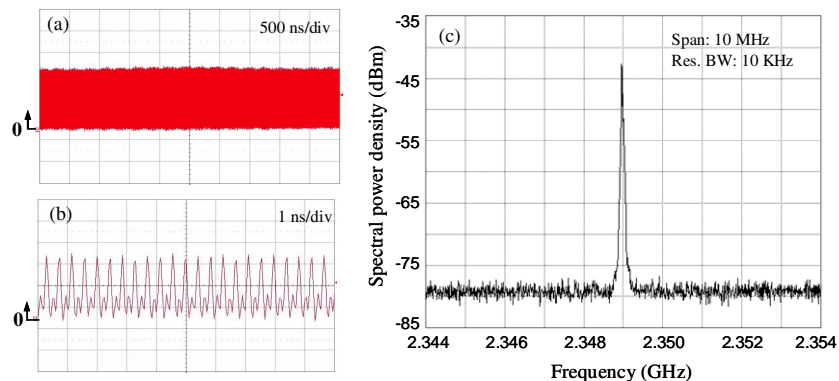 (a)
500 ns/div
0
(b)
1 ns/div
0
(c)
Span: 10 MHz
Res. BW: 10 KHz
Spectral power density (dBm)
-35
-45
-55
-65
-75
-85
2.344 2.346 2.348 2.350 2.352 2.354
Frequency (GHz)